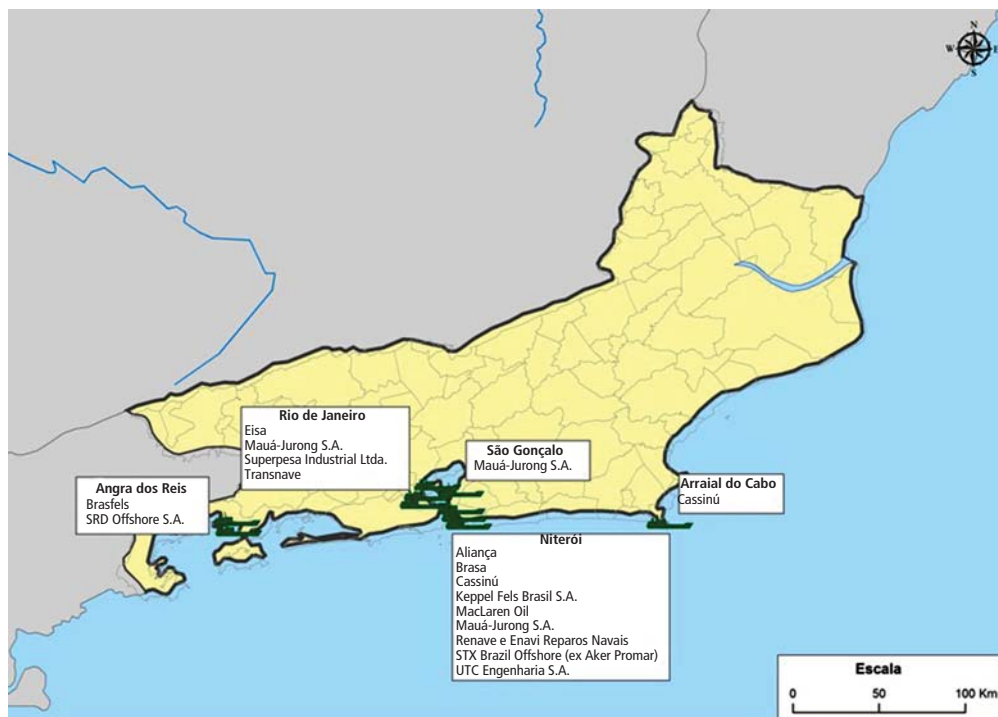 N
W E
S
Rio de Janeiro
Eisa
Mauá-Jurong S.A.
Superpesa Industrial Ltda.
Transnave
São Gonçalo
Mauá-Jurong S.A.
Angra dos Reis
Brasfels
SRD Offshore S.A.
Arraial do Cabo
Cassinú
Niterói
Aliança
Brasa
Cassinú
Keppel Fels Brasil S.A.
MacLaren Oil
Mauá-Jurong S.A.
Renave e Enavi Reparos Navais
STX Brazil Offshore (ex Aker Promar)
UTC Engenharia S.A.
Escala
0 50 100 Km